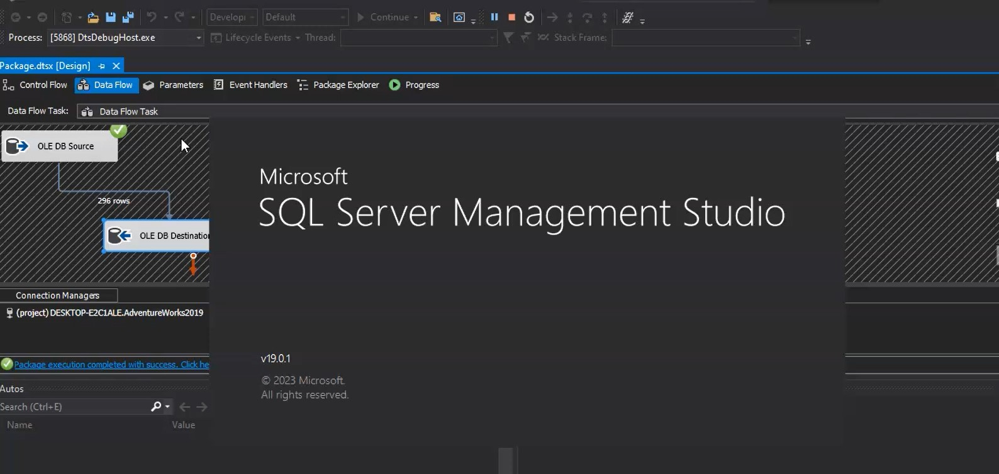 Developı Default Continue
Process: [5868] DtsDebugHost.exe Lifecycle Events Thread: Stack Frame:
Package.dtsx [Design]
Control Flow Data Flow Parameters Event Handlers Package Explorer Progress
Data Flow Task: Data Flow Task
OLE DB Source
296 rows
OLE DB Destination
Microsoft
SQL Server Management Studio
Connection Managers
(project) DESKTOP-E2C1ALE.AdventureWorks2019
Package execution completed with success. Click he
v19.0.1
© 2023 Microsoft.
All rights reserved.
Autos
Search (Ctrl+E)
Name Value